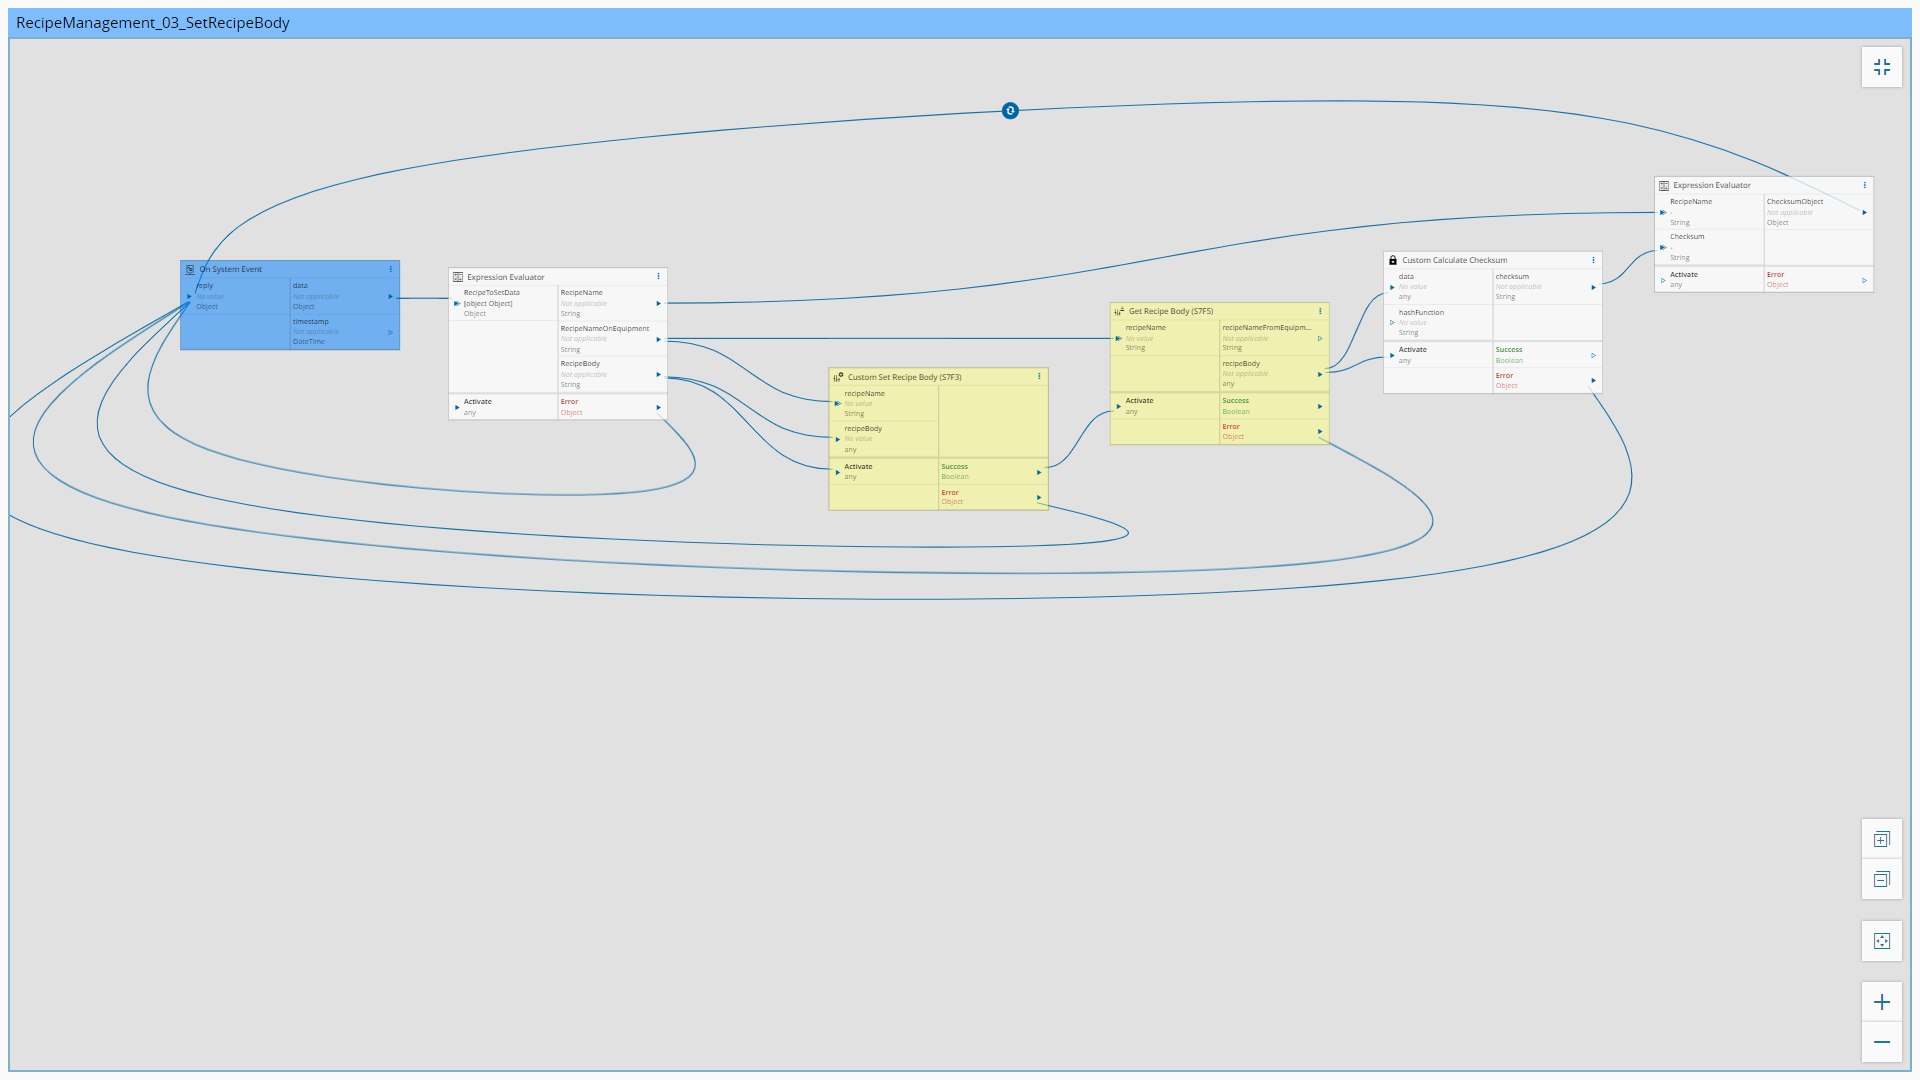 RecipeManagement_03_SetRecipeBody
On System Event
reply
No value
Object
data
Not applicable
Object
timestamp
Not applicable
DateTime
Expression Evaluator
RecipeToSetData
[object Object]
Object
RecipeName
Not applicable
String
RecipeNameOnEquipment
Not applicable
String
RecipeBody
Not applicable
String
Activate
any
Error
Object
Custom Set Recipe Body (S7F3)
recipeName
No value
String
recipeBody
No value
any
Activate
any
Success
Boolean
Error
Object
Get Recipe Body (S7F5)
recipeName
No value
String
recipeNameFromEquipm...
Not applicable
String
recipeBody
Not applicable
any
Activate
any
Success
Boolean
Error
Object
Custom Calculate Checksum
data
No value
any
checksum
Not applicable
String
hashFunction
No value
String
Activate
any
Success
Boolean
Error
Object
Expression Evaluator
RecipeName
-
String
ChecksumObject
Not applicable
Object
Checksum
-
String
Activate
any
Error
Object